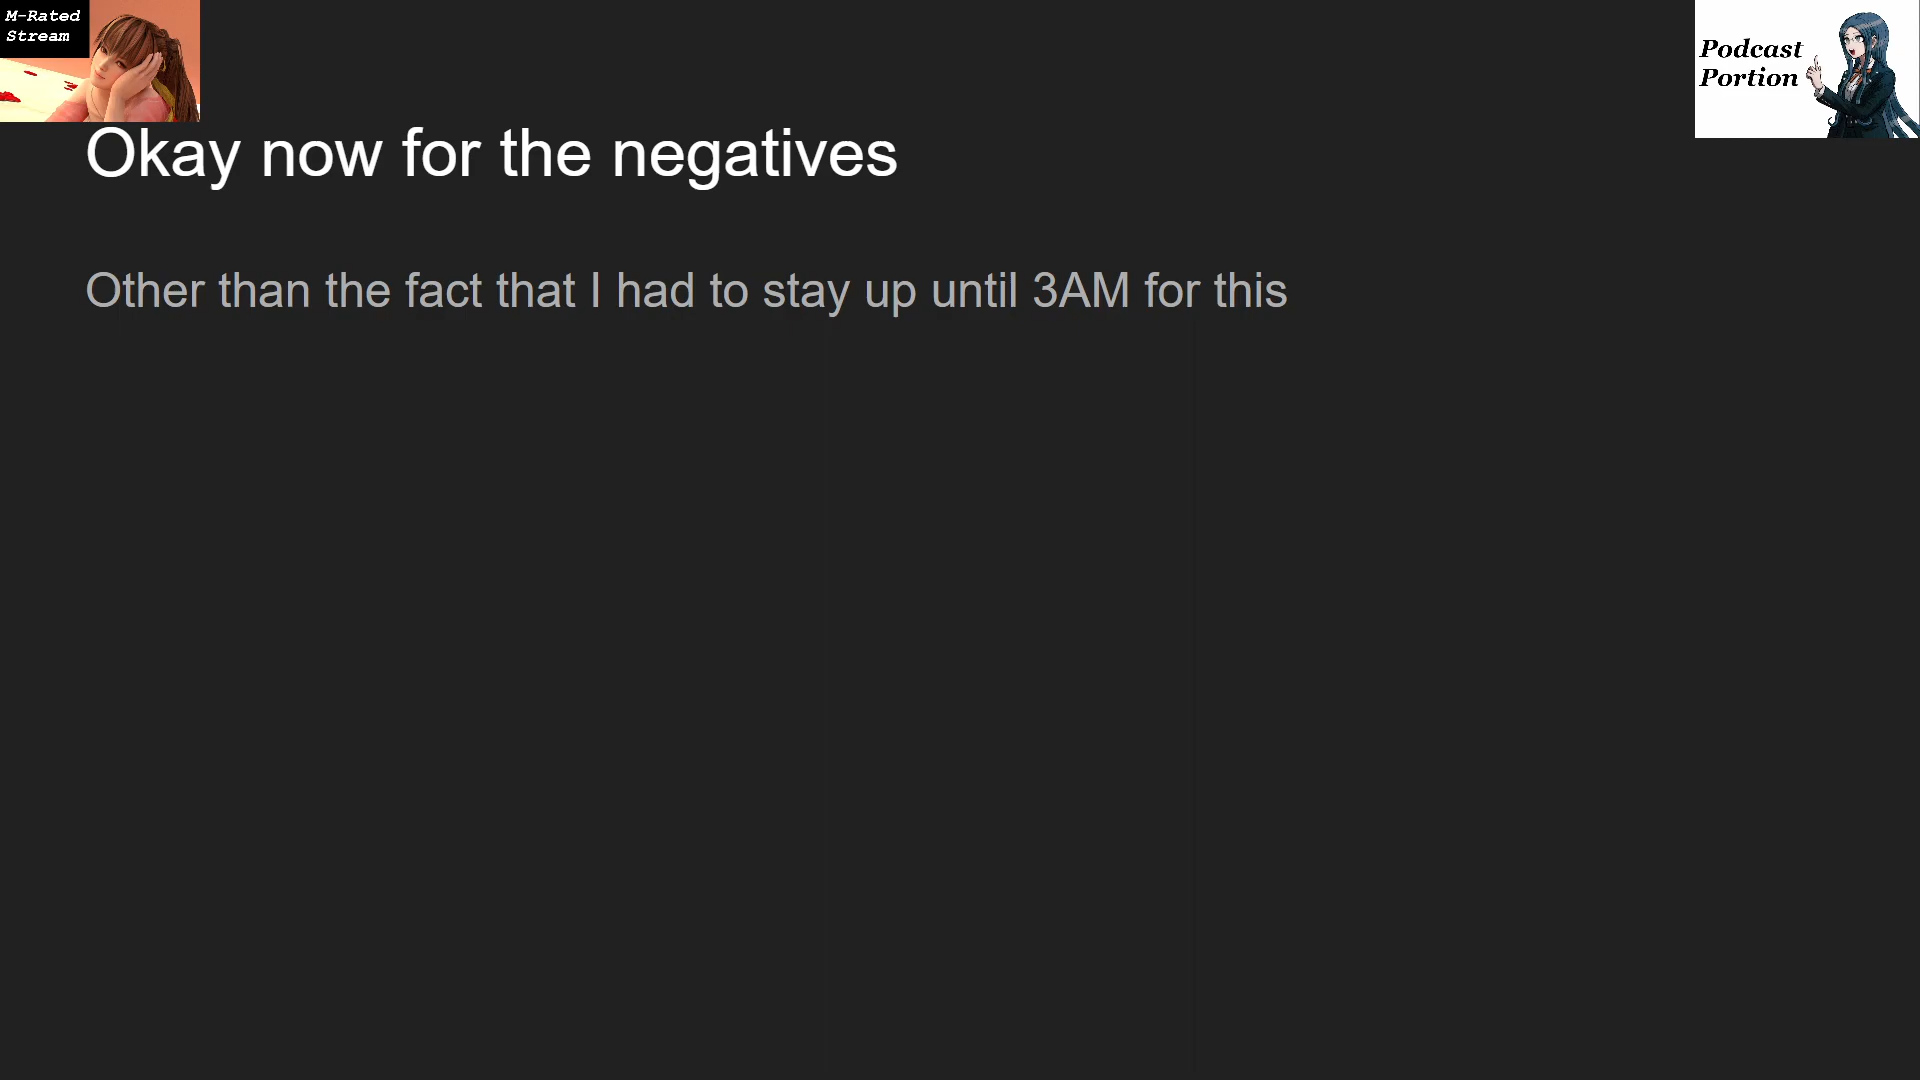 M-Rated
Stream
Podcast
Portion
Okay now for the negatives
Other than the fact that I had to stay up until 3AM for this